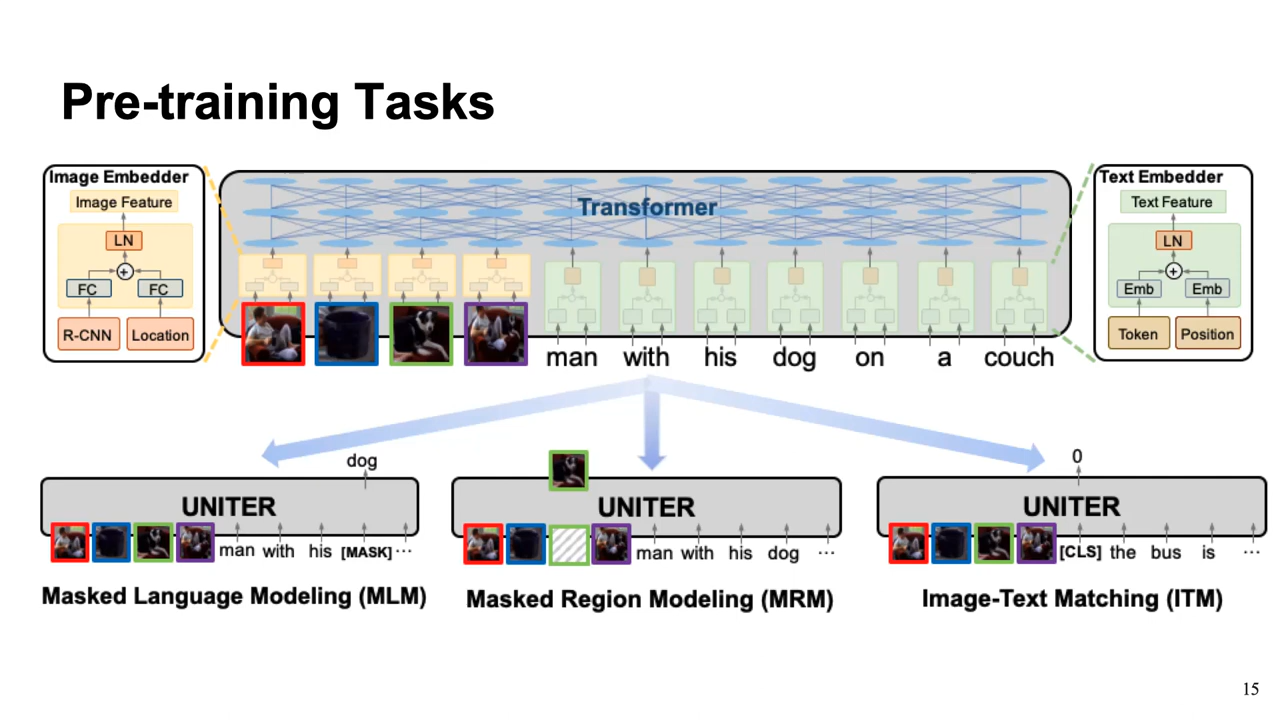 Pre-training Tasks
Image Embedder
Image Feature
LN
+
FC
FC
R-CNN
Location
Transformer
man with his dog on a couch
Text Embedder
Text Feature
LN
+
Emb
Emb
Token
Position
dog
UNITER
man with his [MASK] ...
Masked Language Modeling (MLM)
UNITER
man with his dog ...
Masked Region Modeling (MRM)
0
UNITER
[CLS] the bus is ...
Image-Text Matching (ITM)
15